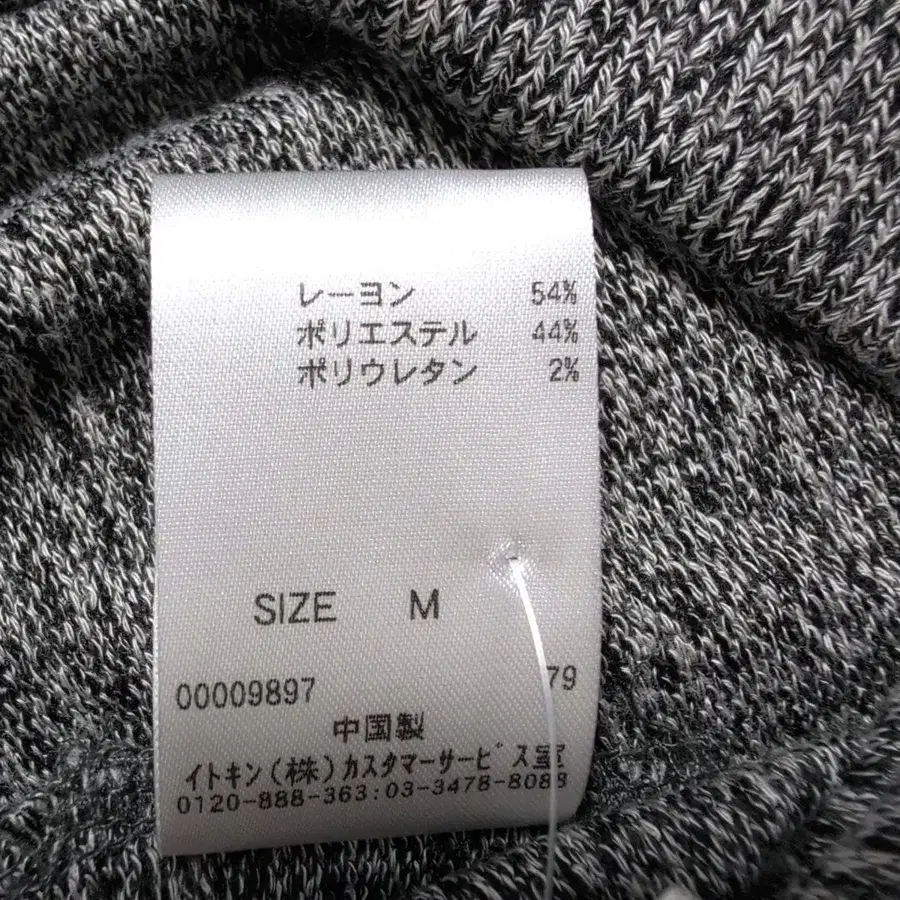 レーヨン 54%
ポリエステル 44%
ポリウレタン 2%
SIZE M
00009897 79
中国製
イトキン(株)カスタマーサービス室
0120-888-363:03-3478-8088